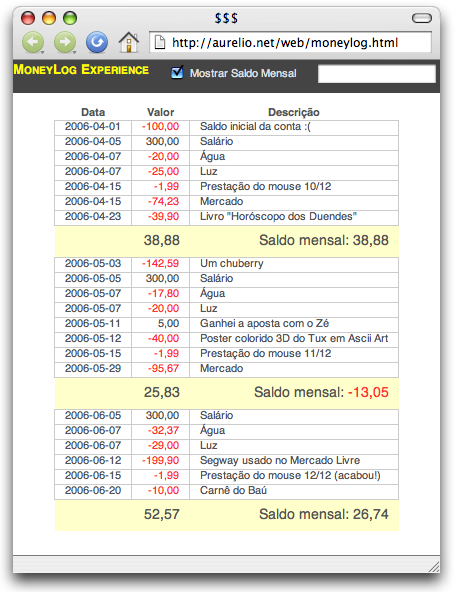 $$$
http://aurelio.net/web/moneylog.html
MoneyLog Experience Mostrar Saldo Mensal
Data Valor Descrição
2006-04-01 -100,00 Saldo inicial da conta :(
2006-04-05 300,00 Salário
2006-04-07 -20,00 Água
2006-04-07 -25,00 Luz
2006-04-15 -1,99 Prestação do mouse 10/12
2006-04-15 -74,23 Mercado
2006-04-23 -39,90 Livro "Horóscopo dos Duendes"
38,88 Saldo mensal: 38,88
2006-05-03 -142,59 Um chuberry
2006-05-05 300,00 Salário
2006-05-07 -17,80 Água
2006-05-07 -20,00 Luz
2006-05-11 5,00 Ganhei a aposta com o Zé
2006-05-12 -40,00 Poster colorido 3D do Tux em Ascii Art
2006-05-15 -1,99 Prestação do mouse 11/12
2006-05-29 -95,67 Mercado
25,83 Saldo mensal: -13,05
2006-06-05 300,00 Salário
2006-06-07 -32,37 Água
2006-06-07 -29,00 Luz
2006-06-12 -199,90 Segway usado no Mercado Livre
2006-06-15 -1,99 Prestação do mouse 12/12 (acabou!)
2006-06-20 -10,00 Carnê do Baú
52,57 Saldo mensal: 26,74